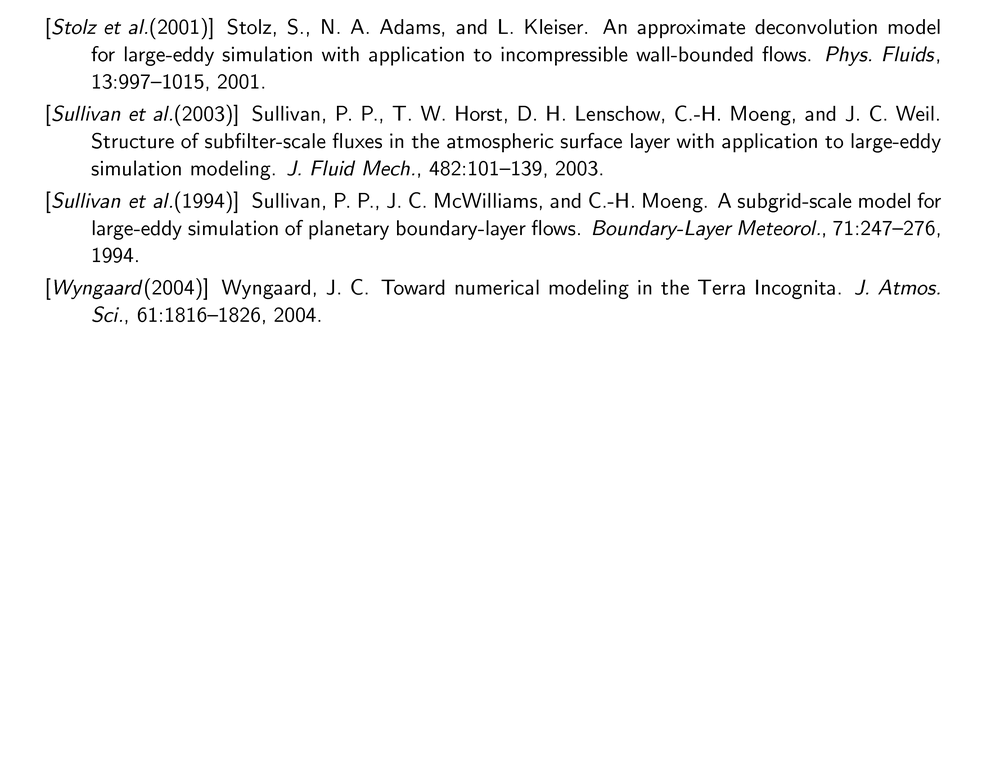 [Stolz et al.(2001)] Stolz, S., N. A. Adams, and L. Kleiser. An approximate deconvolution model
for large-eddy simulation with application to incompressible wall-bounded flows. Phys. Fluids,
13:997–1015, 2001.
[Sullivan et al.(2003)] Sullivan, P. P., T. W. Horst, D. H. Lenschow, C.-H. Moeng, and J. C. Weil.
Structure of subfilter-scale fluxes in the atmospheric surface layer with application to large-eddy
simulation modeling. J. Fluid Mech., 482:101–139, 2003.
[Sullivan et al.(1994)] Sullivan, P. P., J. C. McWilliams, and C.-H. Moeng. A subgrid-scale model for
large-eddy simulation of planetary boundary-layer flows. Boundary-Layer Meteorol., 71:247–276,
1994.
[Wyngaard(2004)] Wyngaard, J. C. Toward numerical modeling in the Terra Incognita. J. Atmos.
Sci., 61:1816–1826, 2004.